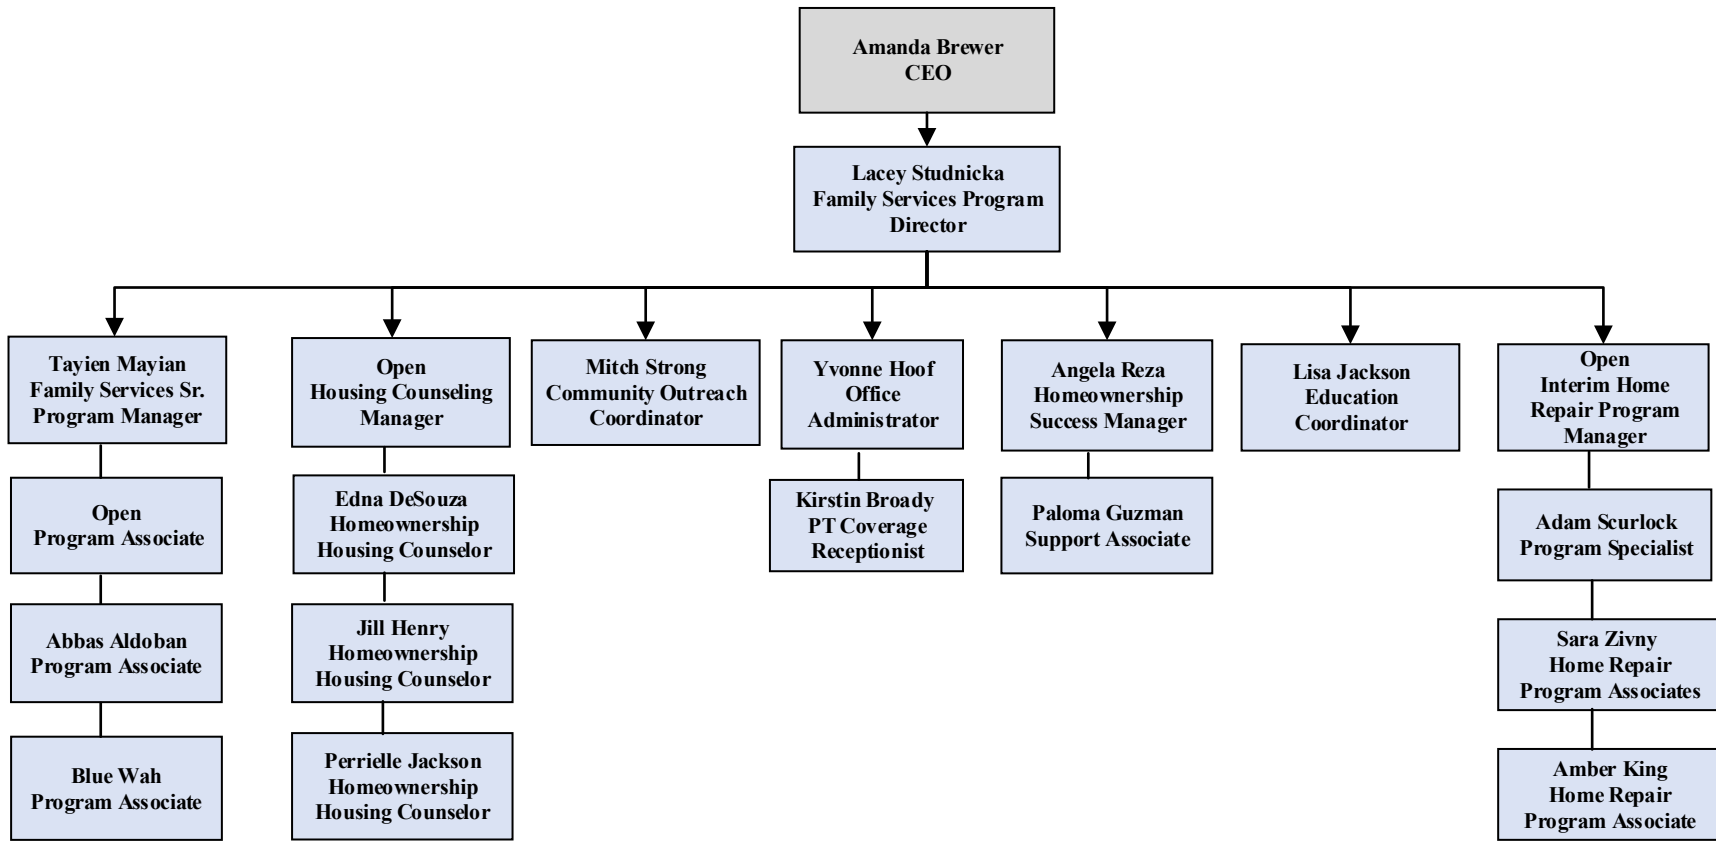 Amanda Brewer
CEO
Lacey Studnicka
Family Services Program
Director
Tayien Mayian
Family Services Sr.
Program Manager
Open
Housing Counseling
Manager
Mitch Strong
Community Outreach
Coordinator
Yvonne Hoof
Office
Administrator
Angela Reza
Homeownership
Success Manager
Lisa Jackson
Education
Coordinator
Open
Interim Home
Repair Program
Manager
Open
Program Associate
Edna DeSouza
Homeownership
Housing Counselor
Kirstin Broady
PT Coverage
Receptionist
Paloma Guzman
Support Associate
Adam Scurlock
Program Specialist
Abbas Aldoban
Program Associate
Jill Henry
Homeownership
Housing Counselor
Sara Zivny
Home Repair
Program Associates
Blue Wah
Program Associate
Perrielle Jackson
Homeownership
Housing Counselor
Amber King
Home Repair
Program Associate